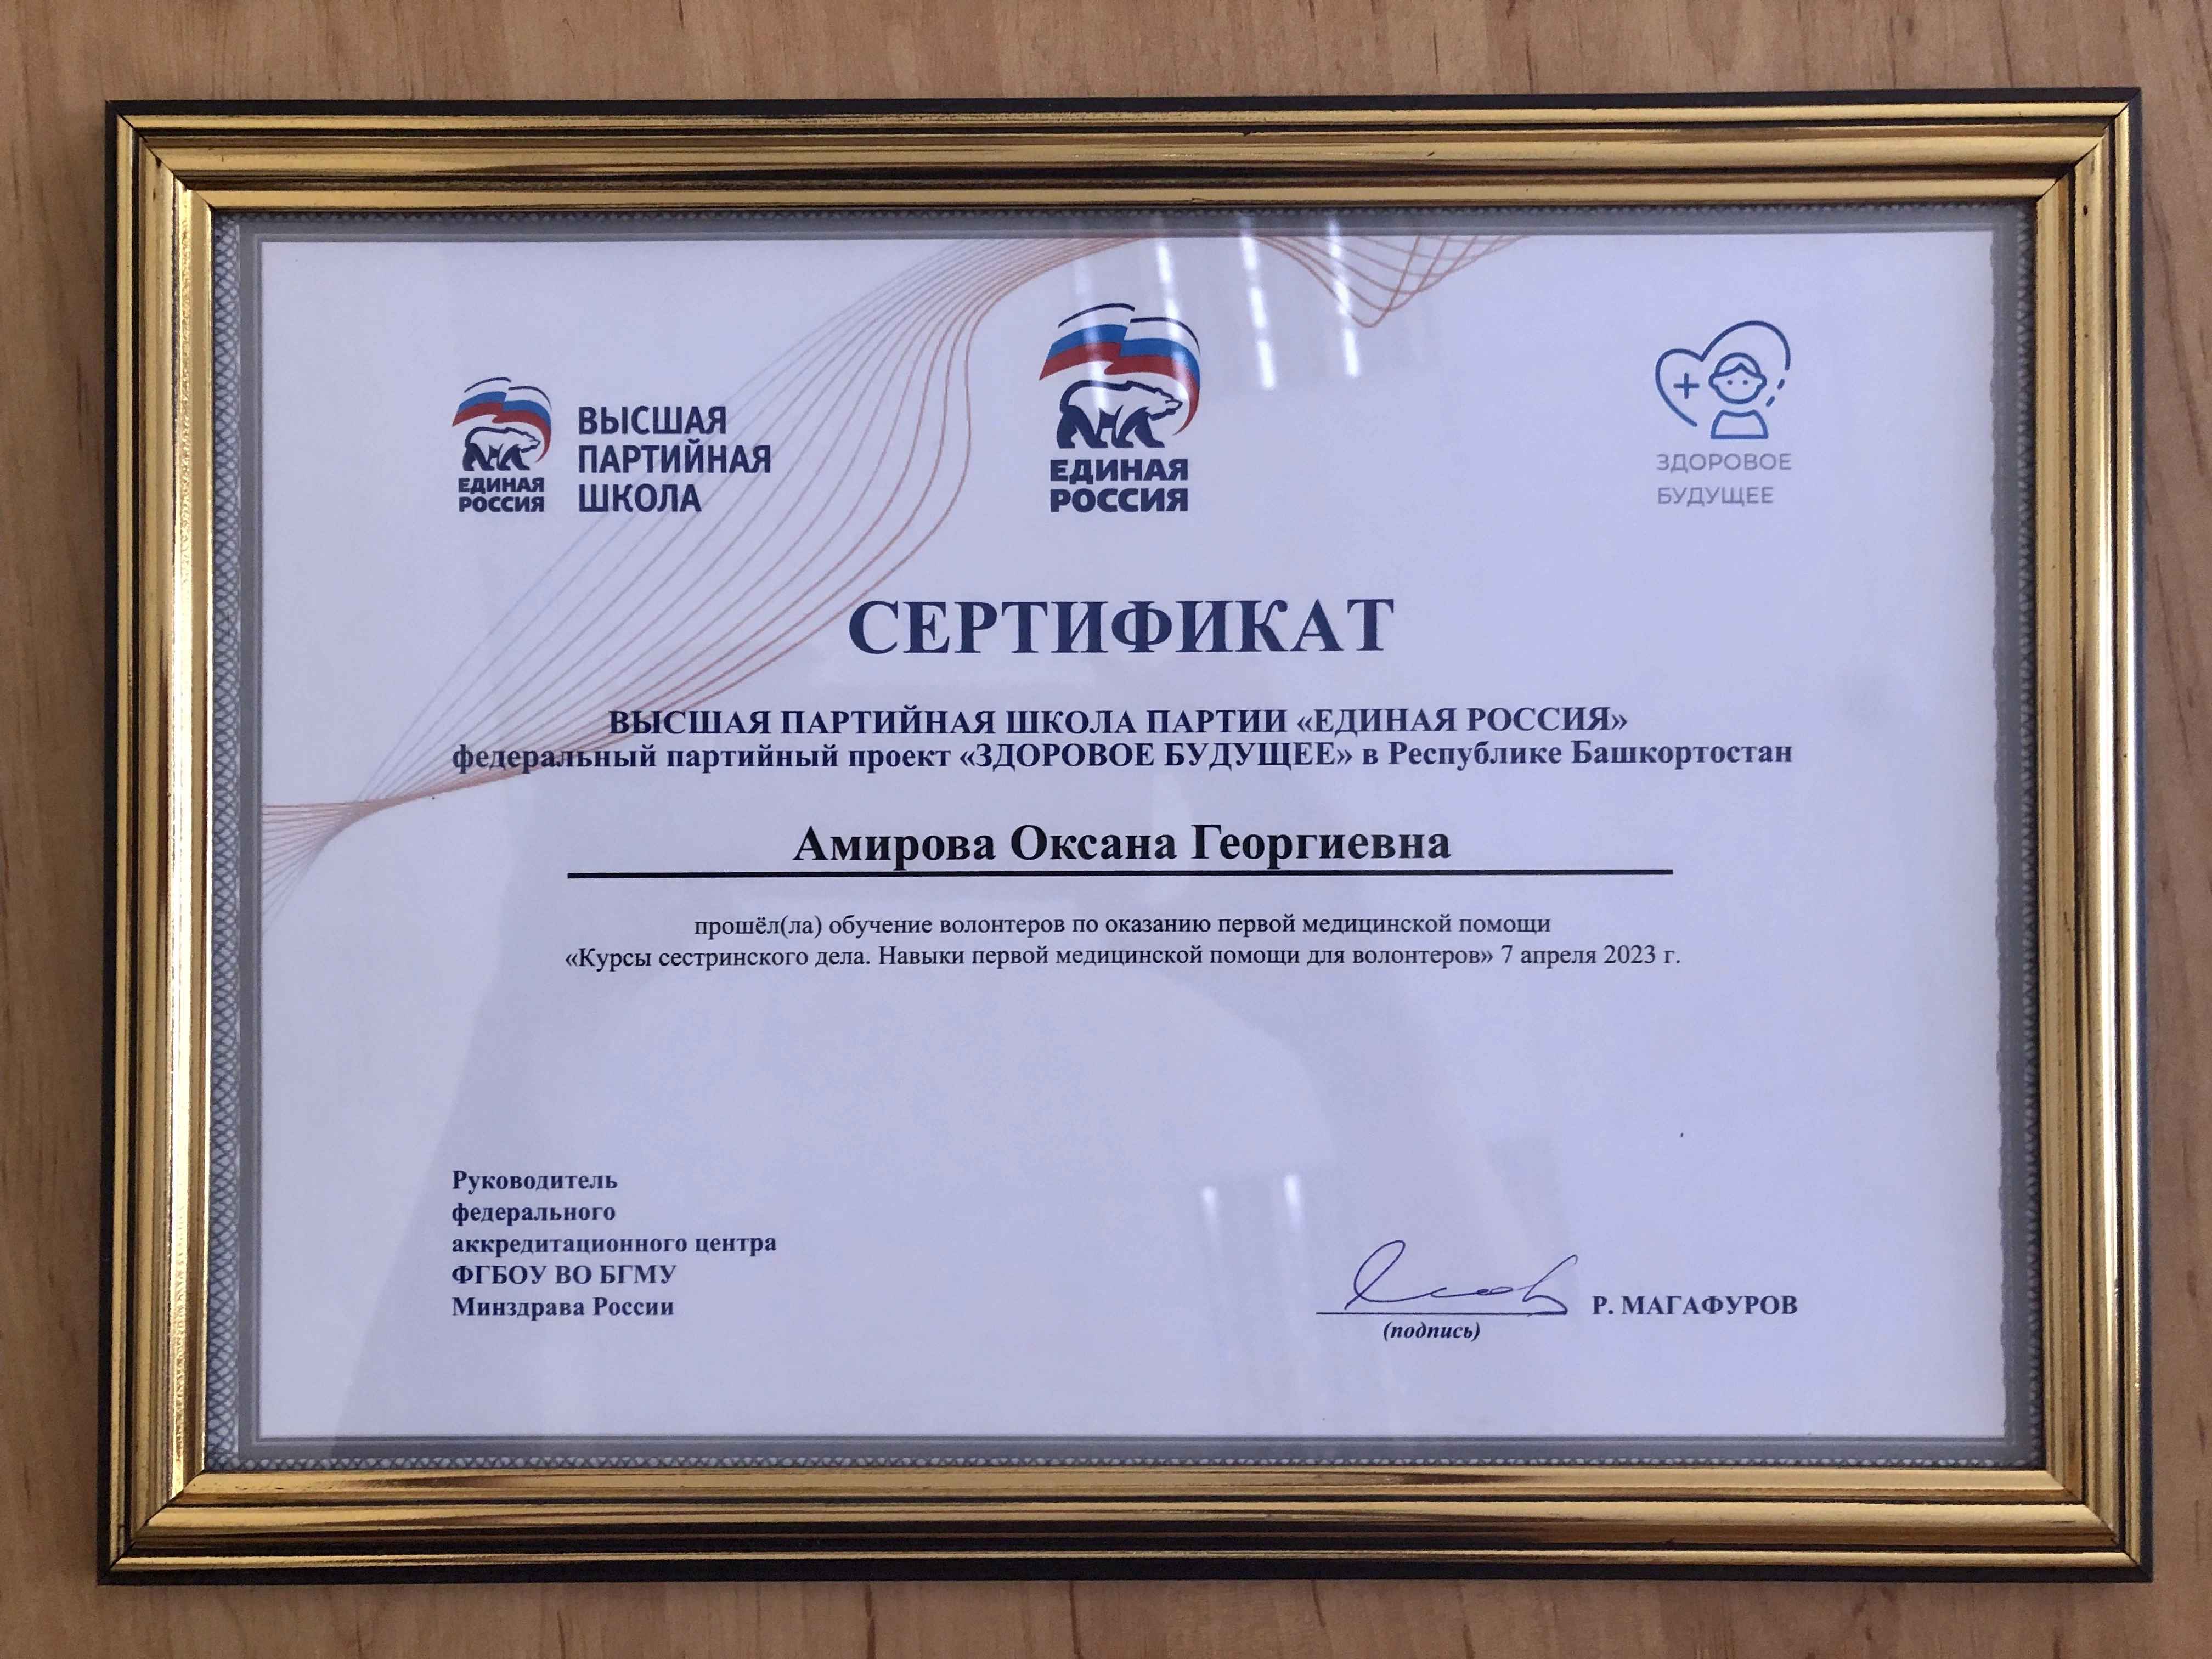 ЕДИНАЯ
РОССИЯ
ВЫСШАЯ
ПАРТИЙНАЯ
ШКОЛА
ЕДИНАЯ
РОССИЯ
ЗДОРОВОЕ
БУДУЩЕЕ
СЕРТИФИКАТ
ВЫСШАЯ ПАРТИЙНАЯ ШКОЛА ПАРТИИ «ЕДИНАЯ РОССИЯ»
федеральный партийный проект «ЗДОРОВОЕ БУДУЩЕЕ» в Республике Башкортостан
Амирова Оксана Георгиевна
прошёл(ла) обучение волонтеров по оказанию первой медицинской помощи
«Курсы сестринского дела. Навыки первой медицинской помощи для волонтеров» 7 апреля 2023 г.
Руководитель
федерального
аккредитационного центра
ФГБОУ ВО БГМУ
Минздрава России
Р. МАГАФУРОВ
(подпись)